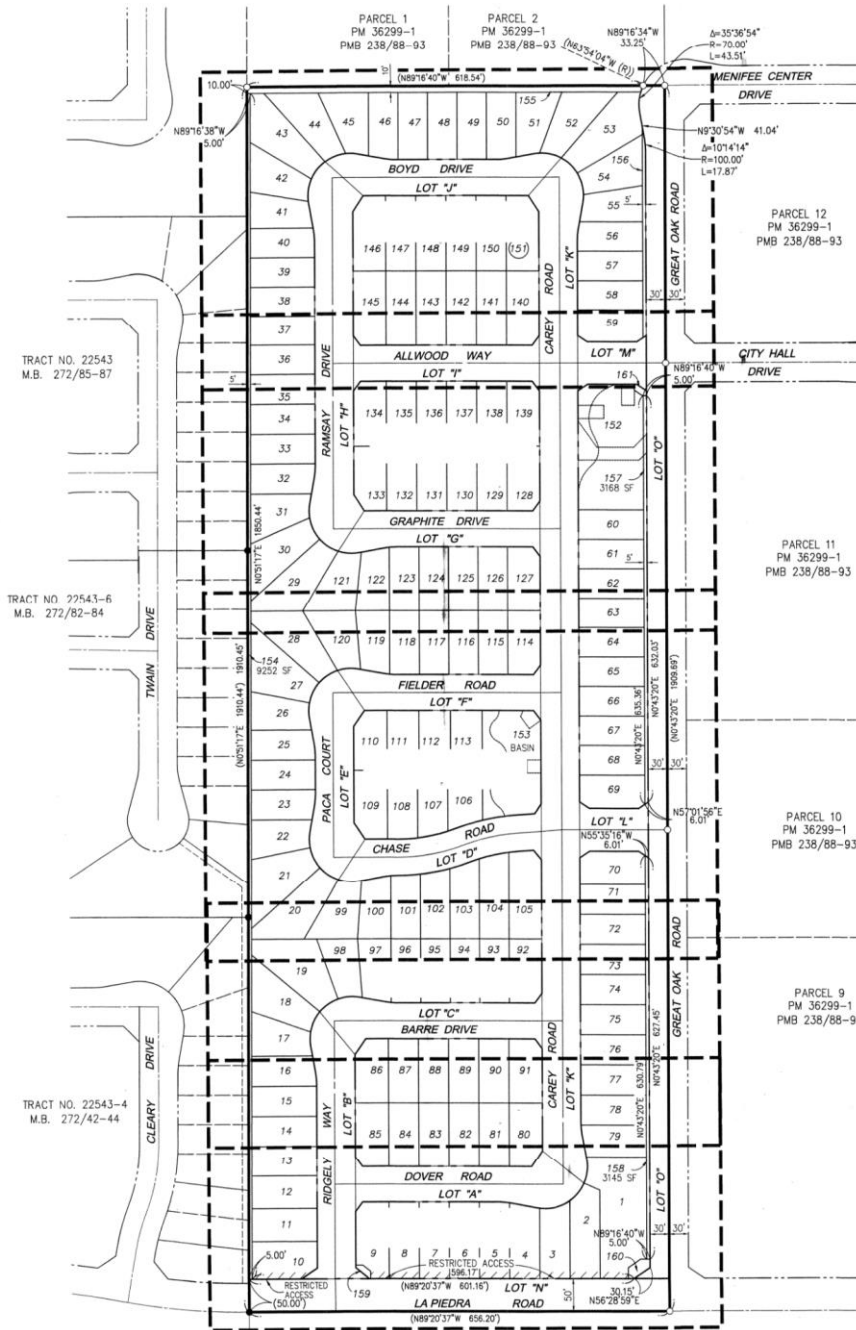 PARCEL 1
PM 36299-1
PMB 238/88-93
PARCEL 2
PM 36299-1
PMB 238/88-93
(N63°54'04"W (R))
N89°16'34"W
33.25'
Δ=35°36'54"
R=70.00'
L=43.51'
10'
10.00'
(N89°16'40"W 618.54')
155
MENIFEE CENTER
DRIVE
N89°16'38"W
5.00'
N9°30'54"W 41.04'
Δ=10°14'14"
R=100.00'
L=17.87'
43 44 45 46 47 48 49 50 51 52 53
156
BOYD DRIVE
LOT "J"
42
54
41
55
5'
40
56
39
57
38
58
37
59
36
146 147 148 149 150 151
145 144 143 142 141 140
CAREY ROAD
LOT "K"
GREAT OAK ROAD
30' 30'
PARCEL 12
PM 36299-1
PMB 238/88-93
TRACT NO. 22543
M.B. 272/85-87
ALLWOOD WAY
LOT "I"
LOT "M"
CITY HALL
DRIVE
N89°16'40"W
5.00'
161
5'
RAMSAY DRIVE
LOT "H"
35
34
33
32
31
30
29
134 135 136 137 138 139
133 132 131 130 129 128
152
157
3168 SF
LOT "O"
GRAPHITE DRIVE
LOT "G"
60
61
62
63
5'
PARCEL 11
PM 36299-1
PMB 238/88-93
N0°51'17"E 1850.44'
121 122 123 124 125 126 127
TRACT NO. 22543-6
M.B. 272/82-84
TWAIN DRIVE
28
120 119 118 117 116 115 114
154
9252 SF
(N0°51'17"E 1910.44') 1910.45'
27
26
25
24
23
22
21
20
FIELDER ROAD
LOT "F"
64
65
66
67
68
69
N0°43'20"E 635.36'
N0°43'20"E 632.03'
(N0°43'20"E 1909.69')
30' 30'
PACA COURT
LOT "E"
110 111 112 113
153
BASIN
109 108 107 106
CHASE ROAD
LOT "D"
LOT "L"
N57°01'56"E
6.01'
N55°35'16"W
6.01'
PARCEL 10
PM 36299-1
PMB 238/88-93
70
71
72
73
74
75
76
77
78
79
99 100 101 102 103 104 105
98 97 96 95 94 93 92
GREAT OAK ROAD
19
18
17
16
15
14
13
12
11
10
LOT "C"
BARRE DRIVE
PARCEL 9
PM 36299-1
PMB 238/88-9
N0°43'20"E 630.79'
N0°43'20"E 627.45'
CLEARY DRIVE
TRACT NO. 22543-4
M.B. 272/42-44
RIDGELY WAY
LOT "B"
86 87 88 89 90 91
85 84 83 82 81 80
CAREY ROAD
LOT "K"
DOVER ROAD
LOT "A"
158
3145 SF
LOT "O"
1
2
30' 30'
N89°16'40"W
5.00'
160
9 8 7 6 5 4 3
5.00'
RESTRICTED ACCESS
(596.17')
RESTRICTED
ACCESS
(50.00')
159
(N89°20'37"W 601.16')
LOT "N"
50'
30.15'
N56°28'59"E
LA PIEDRA ROAD
(N89°20'37"W 656.20')